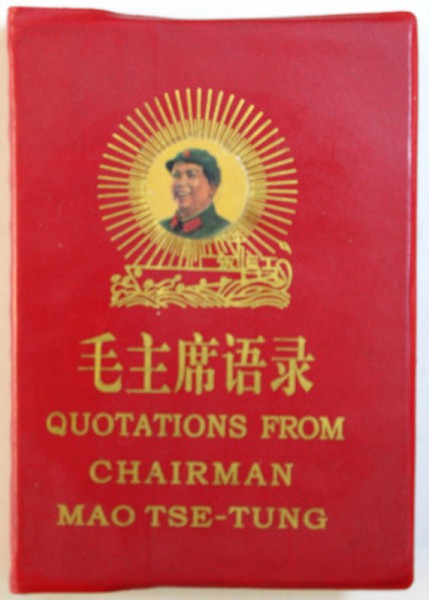 毛主席语录
QUOTATIONS FROM
CHAIRMAN
MAO TSE-TUNG